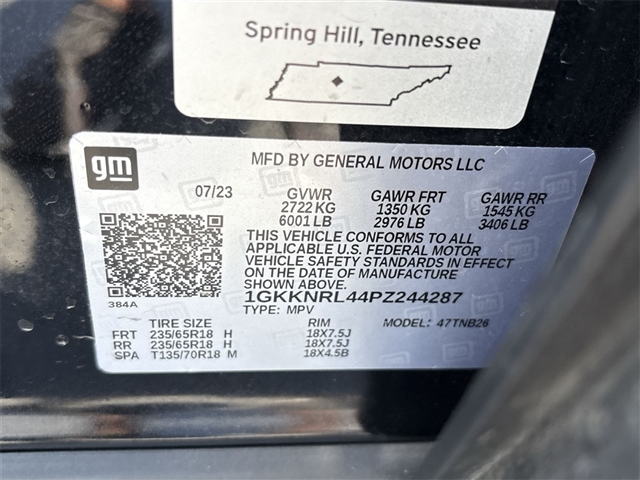 Spring Hill, Tennessee
gm
MFD BY GENERAL MOTORS LLC
07/23 GVWR GAWR FRT GAWR RR
2722 KG 1350 KG 1545 KG
6001 LB 2976 LB 3406 LB
THIS VEHICLE CONFORMS TO ALL
APPLICABLE U.S. FEDERAL MOTOR
VEHICLE SAFETY STANDARDS IN EFFECT
ON THE DATE OF MANUFACTURE
SHOWN ABOVE.
1GKKNRL44PZ244287
384A
TYPE: MPV MODEL: 47TNB26
TIRE SIZE RIM
FRT 235/65R18 H 18X7.5J
RR 235/65R18 H 18X7.5J
SPA T135/70R18 M 18X4.5B